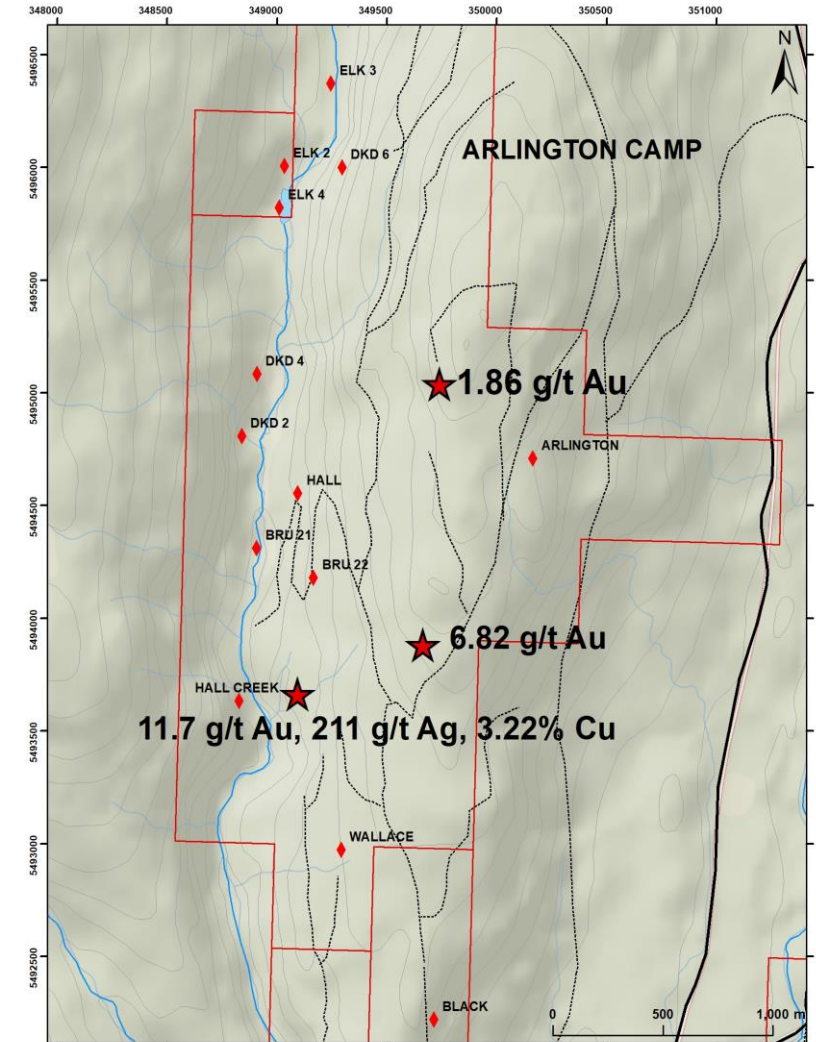 348000 348500 349000 349500 350000 350500 351000
N
5496500
ELK 3
ARLINGTON CAMP
ELK 2
DKD 6
5496000
ELK 4
5495500
DKD 4
1.86 g/t Au
5495000
DKD 2
ARLINGTON
HALL
5494500
BRU 21
BRU 22
5494000
6.82 g/t Au
HALL CREEK
11.7 g/t Au, 211 g/t Ag, 3.22% Cu
5493500
WALLACE
5493000
5492500
BLACK
0 500 1,000 m